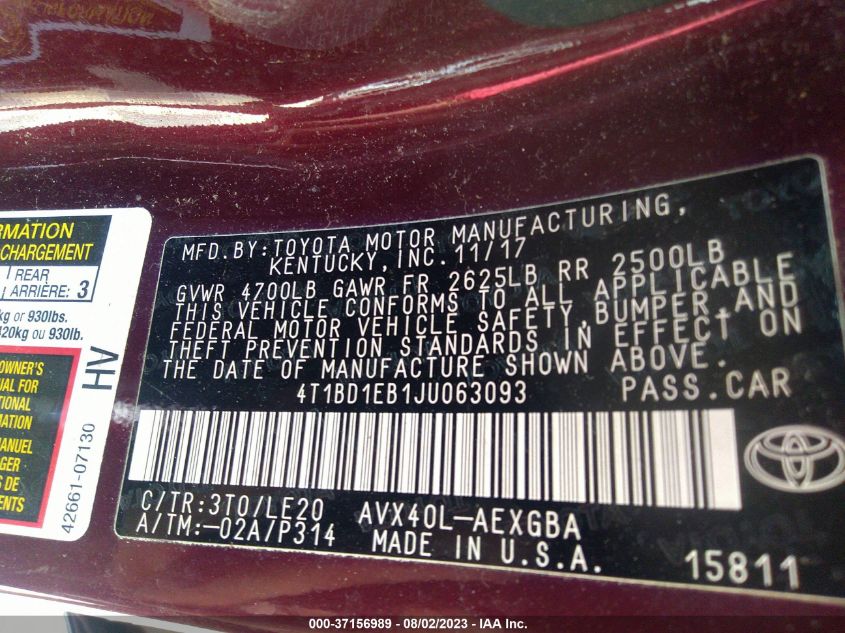 RMATION
CHARGEMENT
REAR
ARRIÈRE: 3
kg or 930lbs.
420kg ou 930lb.
OWNER'S
UAL FOR
TIONAL
RMATION
MANUEL
GER
S DE
ENTS
HV
42661-07130
MFD.BY:TOYOTA MOTOR MANUFACTURING,
KENTUCKY, INC. 11/17
GVWR 4700LB GAWR FR 2625LB RR 2500LB
THIS VEHICLE CONFORMS TO ALL APPLICABLE
FEDERAL MOTOR VEHICLE SAFETY,BUMPER,AND
THEFT PREVENTION STANDARDS IN EFFECT ON
THE DATE OF MANUFACTURE SHOWN ABOVE.
4T1BD1EB1JU063093 PASS.CAR
C/TR:3T0/LE20 AVX40L-AEXGBA
A/TM:-02A/P314 MADE IN U.S.A. 15811
000-37156989 - 08/02/2023 - IAA Inc.